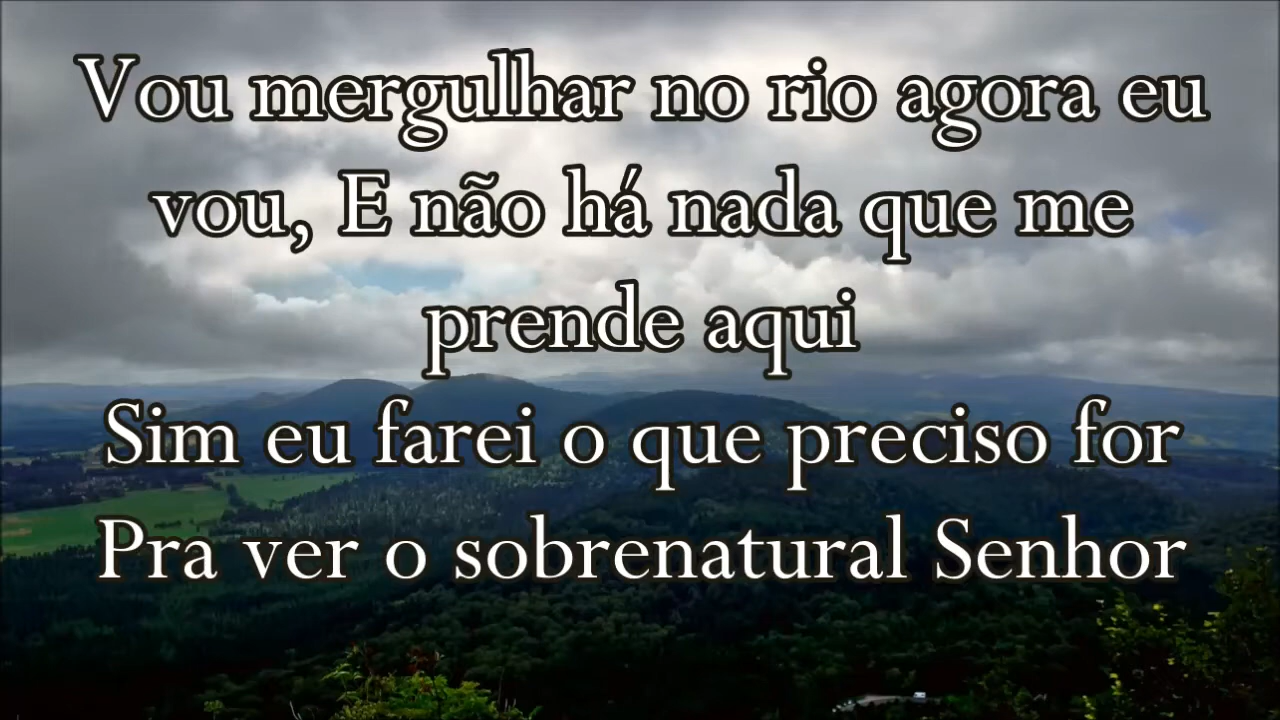 Vou mergulhar no rio agora eu
vou, E não há nada que me
prende aqui
Sim eu farei o que preciso for
Pra ver o sobrenatural Senhor